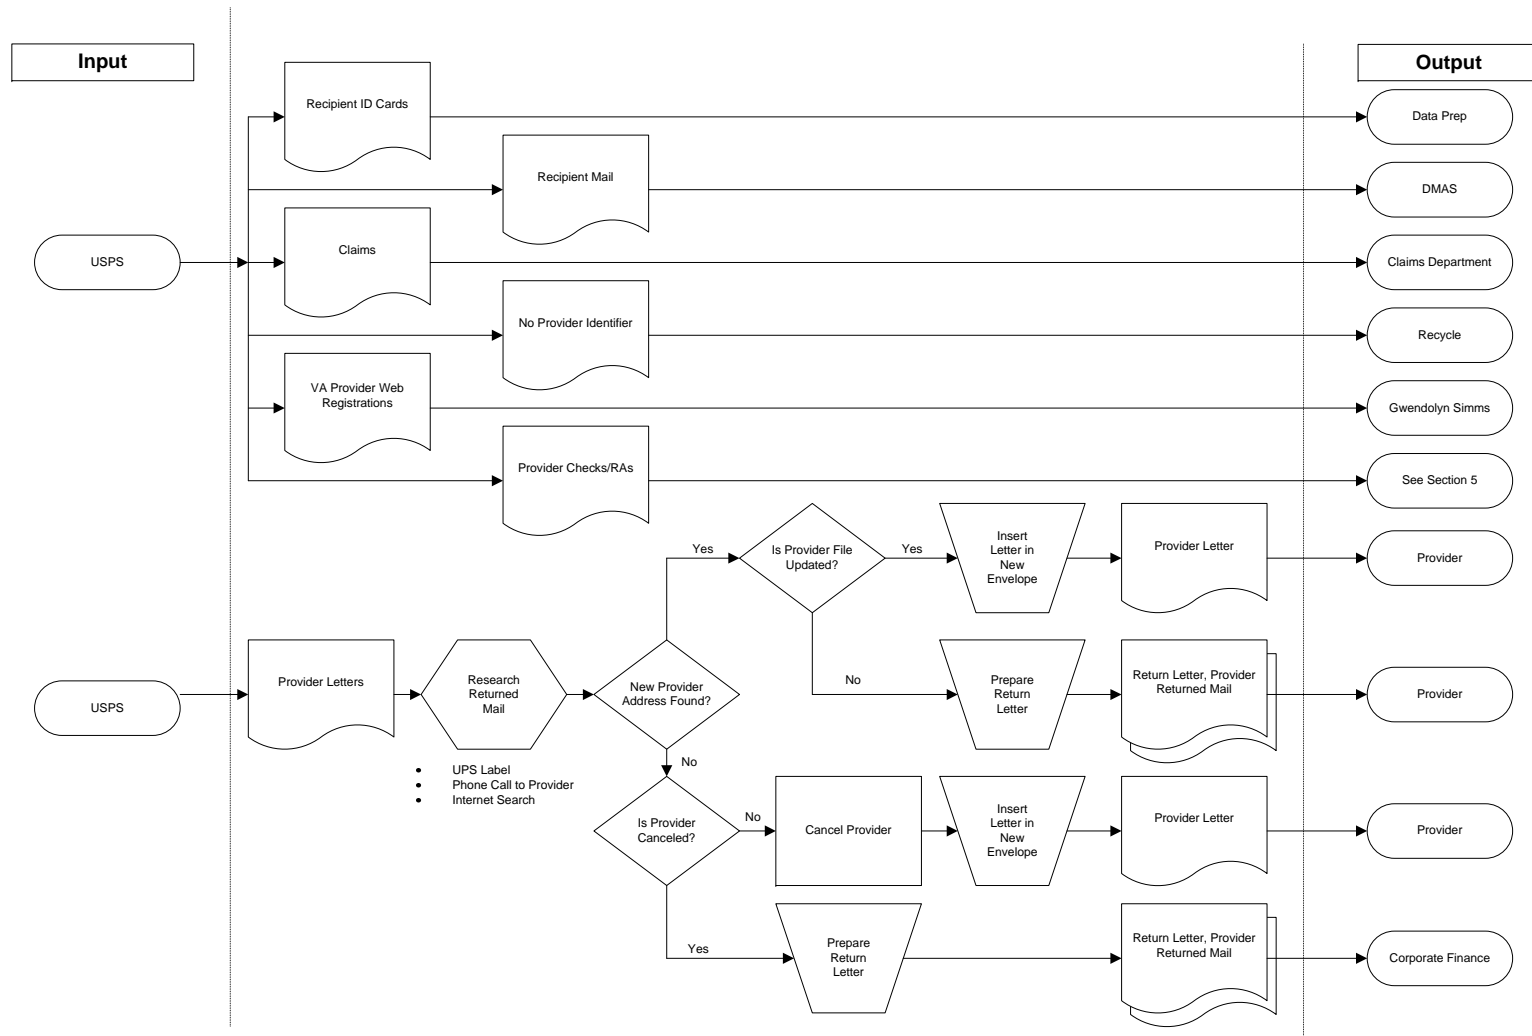 Input
Output
Recipient ID Cards
Data Prep
Recipient Mail
DMAS
USPS
Claims
Claims Department
No Provider Identifier
Recycle
VA Provider Web
Registrations
Gwendolyn Simms
Provider Checks/RAs
See Section 5
Yes
Is Provider File
Updated?
Yes
Insert
Letter in
New
Envelope
Provider Letter
Provider
USPS
Provider Letters
Research
Returned
Mail
New Provider
Address Found?
No
Prepare
Return
Letter
Return Letter, Provider
Returned Mail
Provider
• UPS Label
• Phone Call to Provider
• Internet Search
No
Is Provider
Canceled?
No
Cancel Provider
Insert
Letter in
New
Envelope
Provider Letter
Provider
Yes
Prepare
Return
Letter
Return Letter, Provider
Returned Mail
Corporate Finance